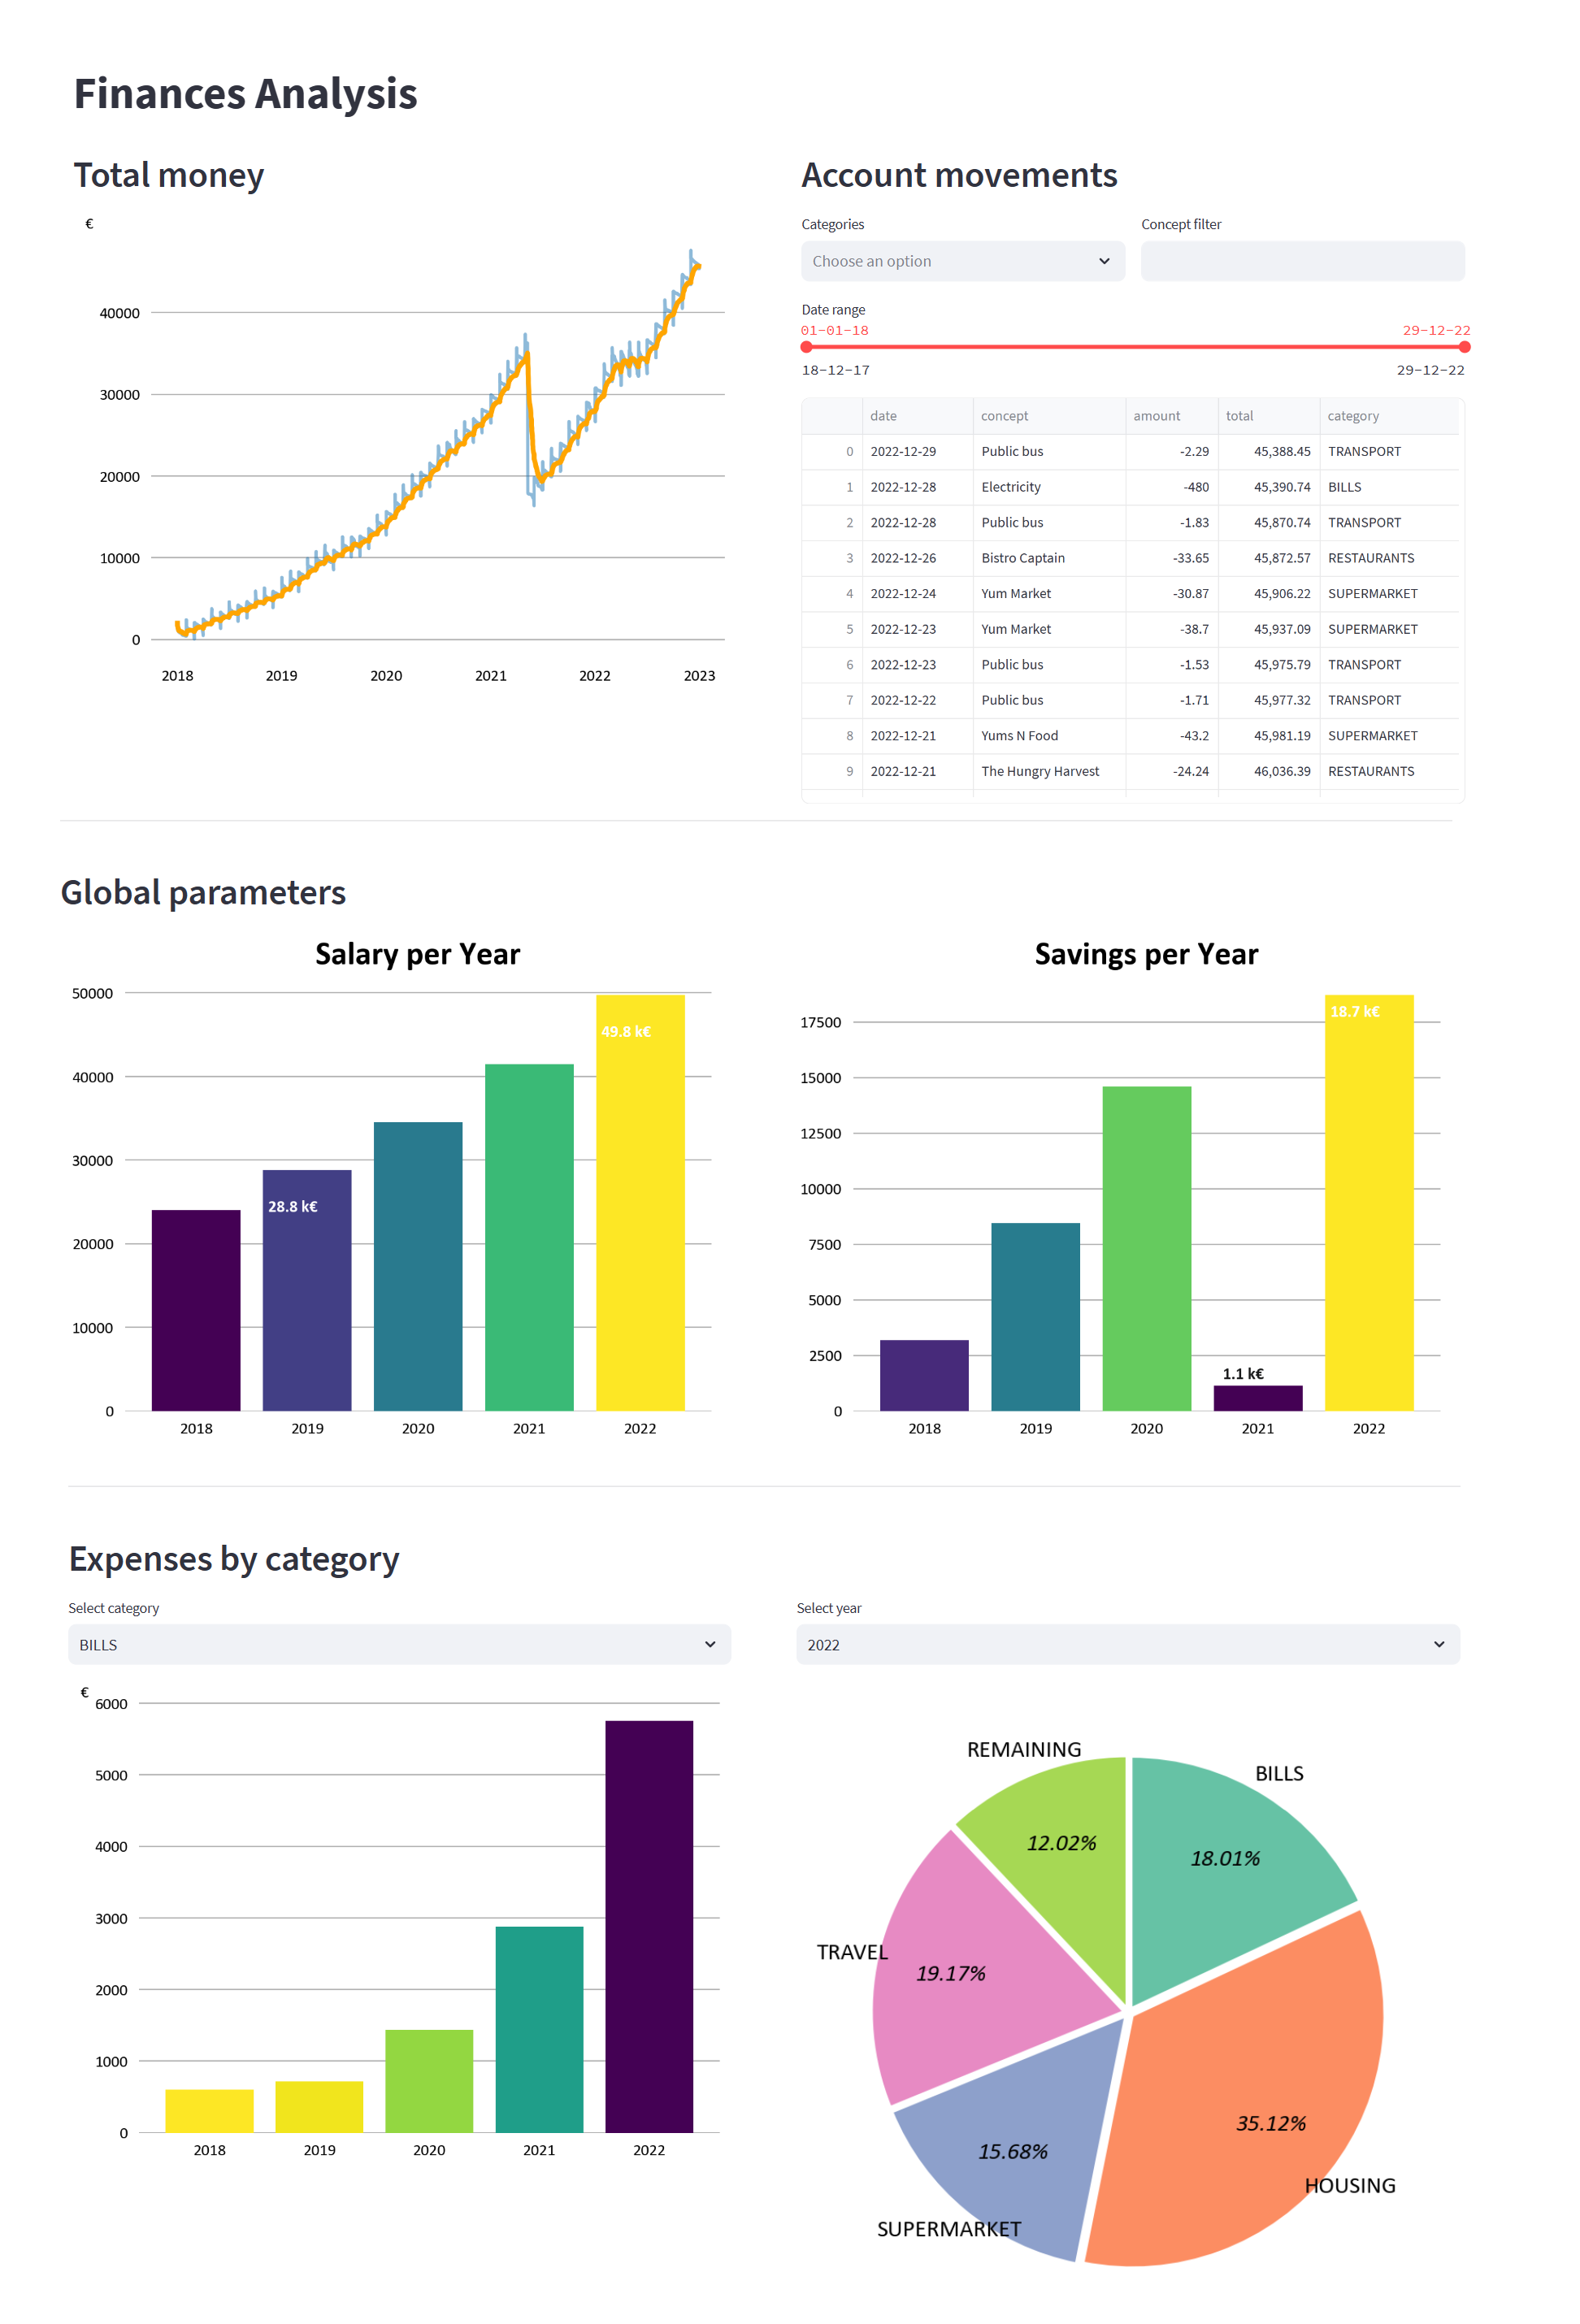 Finances Analysis
Total money
€
40000
30000
20000
10000
0
2018 2019 2020 2021 2022 2023
Account movements
Categories Concept filter
Choose an option
Date range
01-01-18 29-12-22
18-12-17 29-12-22
date concept amount total category
0 2022-12-29 Public bus -2.29 45,388.45 TRANSPORT
1 2022-12-28 Electricity -480 45,390.74 BILLS
2 2022-12-28 Public bus -1.83 45,870.74 TRANSPORT
3 2022-12-26 Bistro Captain -33.65 45,872.57 RESTAURANTS
4 2022-12-24 Yum Market -30.87 45,906.22 SUPERMARKET
5 2022-12-23 Yum Market -38.7 45,937.09 SUPERMARKET
6 2022-12-23 Public bus -1.53 45,975.79 TRANSPORT
7 2022-12-22 Public bus -1.71 45,977.32 TRANSPORT
8 2022-12-21 Yums N Food -43.2 45,981.19 SUPERMARKET
9 2022-12-21 The Hungry Harvest -24.24 46,036.39 RESTAURANTS
Global parameters
Salary per Year
50000
40000
30000
20000
10000
0
49.8 k€
28.8 k€
2018 2019 2020 2021 2022
Savings per Year
17500
15000
12500
10000
7500
5000
2500
0
18.7 k€
1.1 k€
2018 2019 2020 2021 2022
Expenses by category
Select category
BILLS
€
6000
5000
4000
3000
2000
1000
0
2018 2019 2020 2021 2022
Select year
2022
REMAINING
BILLS
12.02%
18.01%
TRAVEL
19.17%
35.12%
15.68%
HOUSING
SUPERMARKET